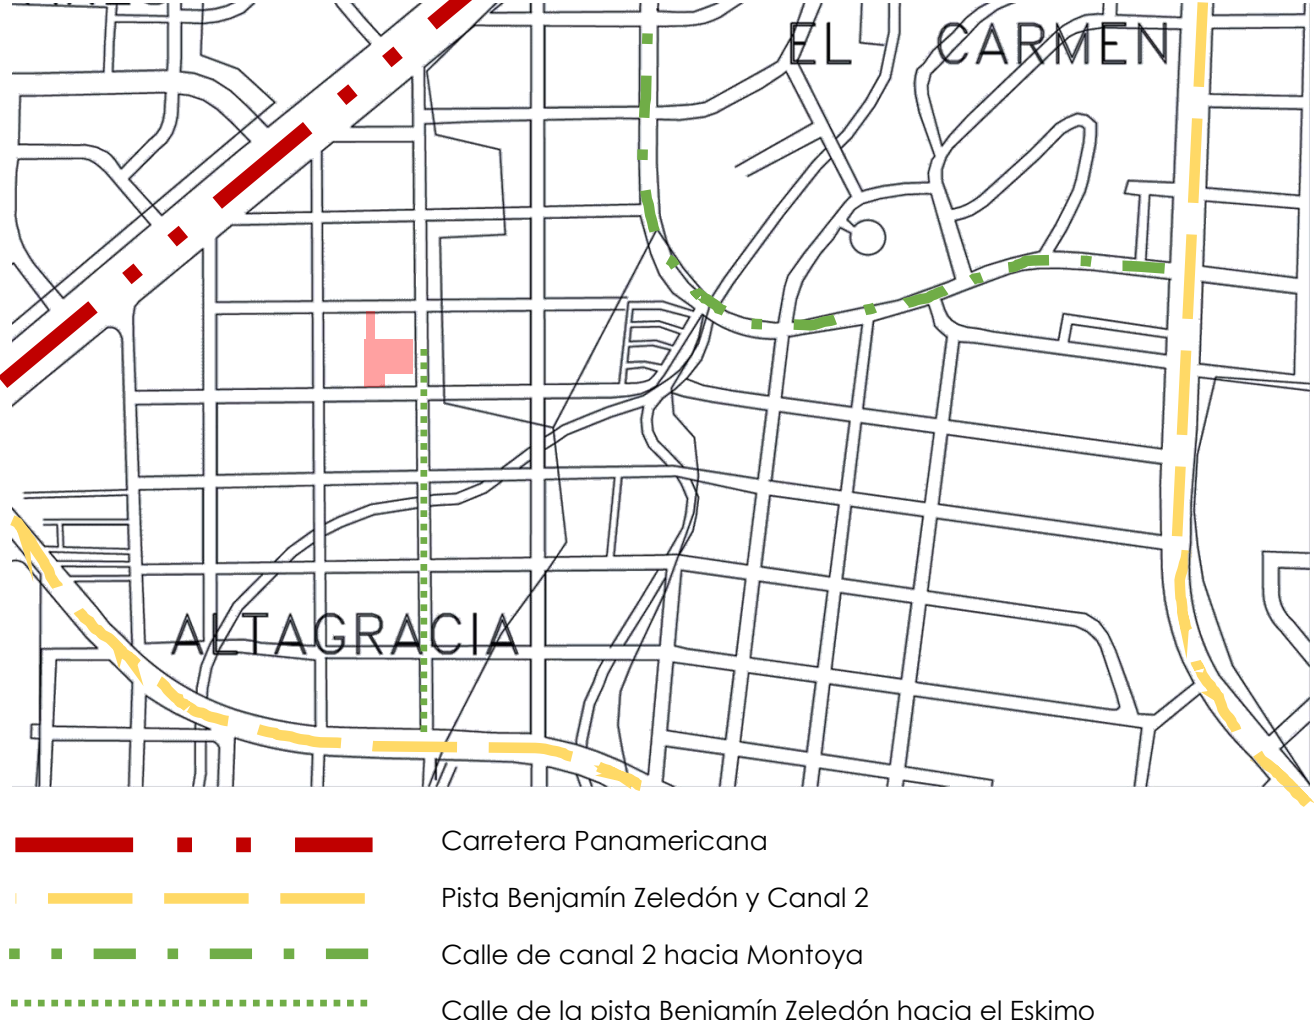 EL CARMEN
ALTAGRACIA
Carretera Panamericana
Pista Benjamín Zeledón y Canal 2
Calle de canal 2 hacia Montoya
Calle de la pista Benjamín Zeledón hacia el Eskimo